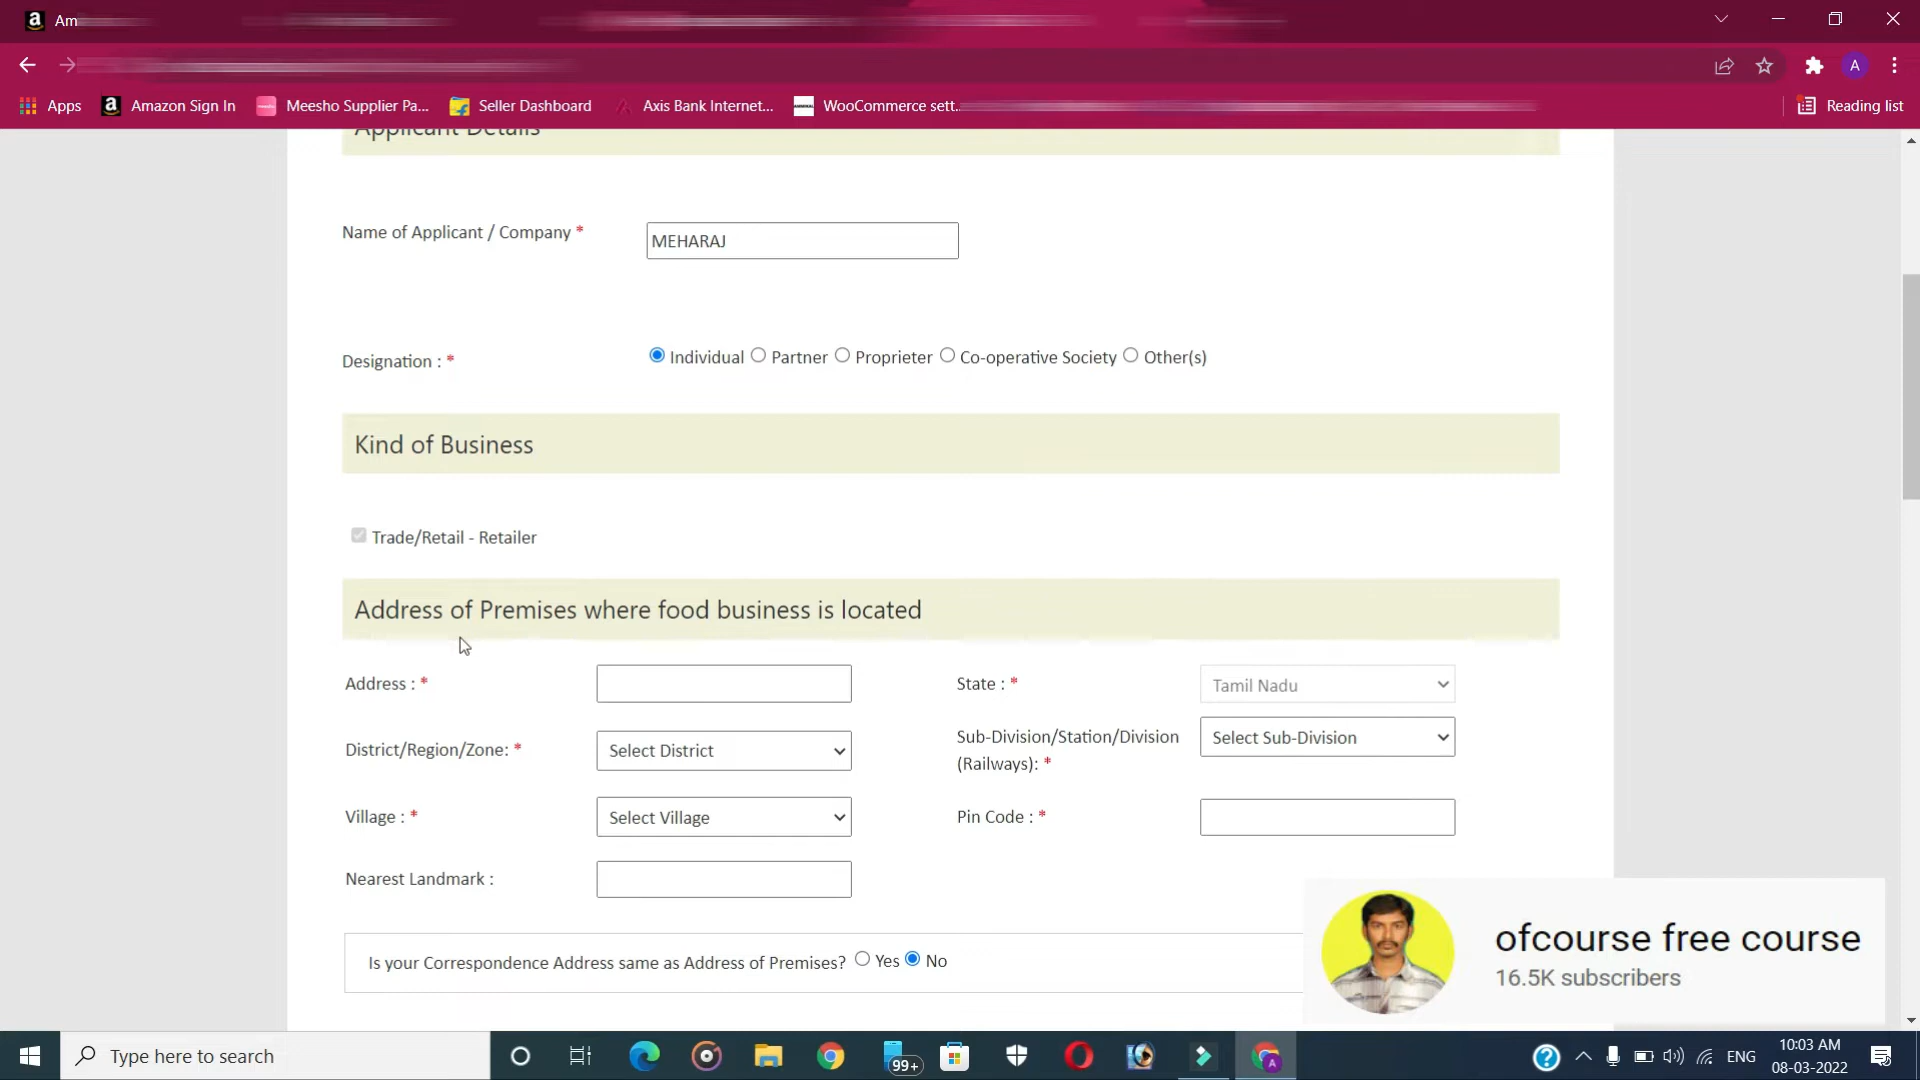 Am
Apps Amazon Sign In Meesho Supplier Pa... Seller Dashboard Axis Bank Internet... WooCommerce sett.. Reading list
A
Applicant Details
Name of Applicant / Company * MEHARAJ
Designation : * Individual Partner Proprieter Co-operative Society Other(s)
Kind of Business
Trade/Retail - Retailer
Address of Premises where food business is located
Address : * State : * Tamil Nadu
District/Region/Zone: * Select District Sub-Division/Station/Division (Railways): * Select Sub-Division
Village : * Select Village Pin Code : *
Nearest Landmark :
Is your Correspondence Address same as Address of Premises? Yes No
ofcourse free course
16.5K subscribers
Type here to search 99+ ENG 10:03 AM
08-03-2022